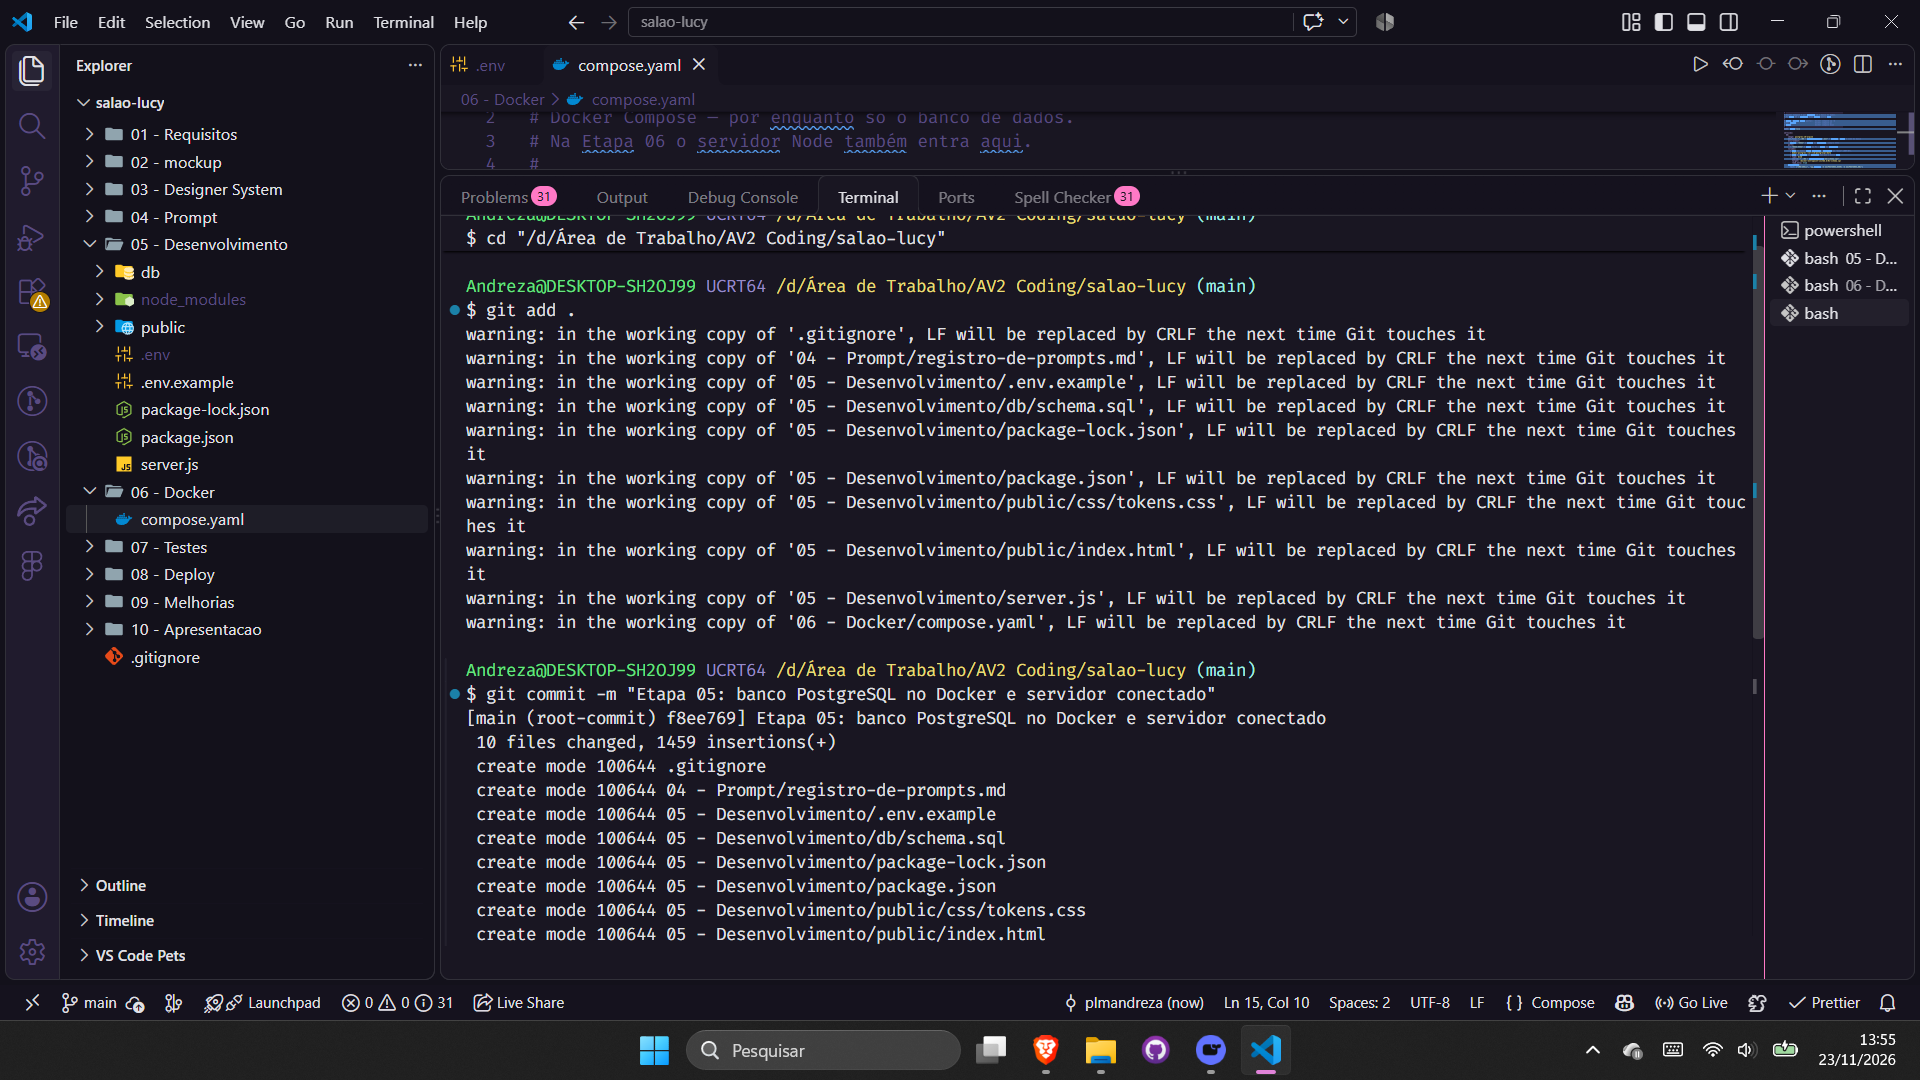 File Edit Selection View Go Run Terminal Help
salao-lucy
Explorer
salao-lucy
01 - Requisitos
02 - mockup
03 - Designer System
04 - Prompt
05 - Desenvolvimento
db
node_modules
public
.env
.env.example
package-lock.json
package.json
server.js
06 - Docker
compose.yaml
07 - Testes
08 - Deploy
09 - Melhorias
10 - Apresentacao
.gitignore
Outline
Timeline
VS Code Pets
.env
compose.yaml
06 - Docker > compose.yaml
2 # Docker Compose — por enquanto só o banco de dados.
3 # Na Etapa 06 o servidor Node também entra aqui.
4 #
Problems 31 Output Debug Console Terminal Ports Spell Checker 31
Andreza@DESKTOP-SH2OJ99 UCRT64 /d/Área de Trabalho/AV2 Coding/salao-lucy (main)
$ cd "/d/Área de Trabalho/AV2 Coding/salao-lucy"
Andreza@DESKTOP-SH2OJ99 UCRT64 /d/Área de Trabalho/AV2 Coding/salao-lucy (main)
$ git add .
warning: in the working copy of '.gitignore', LF will be replaced by CRLF the next time Git touches it
warning: in the working copy of '04 - Prompt/registro-de-prompts.md', LF will be replaced by CRLF the next time Git touches it
warning: in the working copy of '05 - Desenvolvimento/.env.example', LF will be replaced by CRLF the next time Git touches it
warning: in the working copy of '05 - Desenvolvimento/db/schema.sql', LF will be replaced by CRLF the next time Git touches it
warning: in the working copy of '05 - Desenvolvimento/package-lock.json', LF will be replaced by CRLF the next time Git touches
it
warning: in the working copy of '05 - Desenvolvimento/package.json', LF will be replaced by CRLF the next time Git touches it
warning: in the working copy of '05 - Desenvolvimento/public/css/tokens.css', LF will be replaced by CRLF the next time Git touc
hes it
warning: in the working copy of '05 - Desenvolvimento/public/index.html', LF will be replaced by CRLF the next time Git touches
it
warning: in the working copy of '05 - Desenvolvimento/server.js', LF will be replaced by CRLF the next time Git touches it
warning: in the working copy of '06 - Docker/compose.yaml', LF will be replaced by CRLF the next time Git touches it
Andreza@DESKTOP-SH2OJ99 UCRT64 /d/Área de Trabalho/AV2 Coding/salao-lucy (main)
$ git commit -m "Etapa 05: banco PostgreSQL no Docker e servidor conectado"
[main (root-commit) f8ee769] Etapa 05: banco PostgreSQL no Docker e servidor conectado
10 files changed, 1459 insertions(+)
create mode 100644 .gitignore
create mode 100644 04 - Prompt/registro-de-prompts.md
create mode 100644 05 - Desenvolvimento/.env.example
create mode 100644 05 - Desenvolvimento/db/schema.sql
create mode 100644 05 - Desenvolvimento/package-lock.json
create mode 100644 05 - Desenvolvimento/package.json
create mode 100644 05 - Desenvolvimento/public/css/tokens.css
create mode 100644 05 - Desenvolvimento/public/index.html
powershell
bash 05 - D...
bash 06 - D...
bash
main Launchpad 0 0 31 Live Share plmandreza (now) Ln 15, Col 10 Spaces: 2 UTF-8 LF { } Compose Go Live Prettier
Pesquisar
13:55
23/11/2026